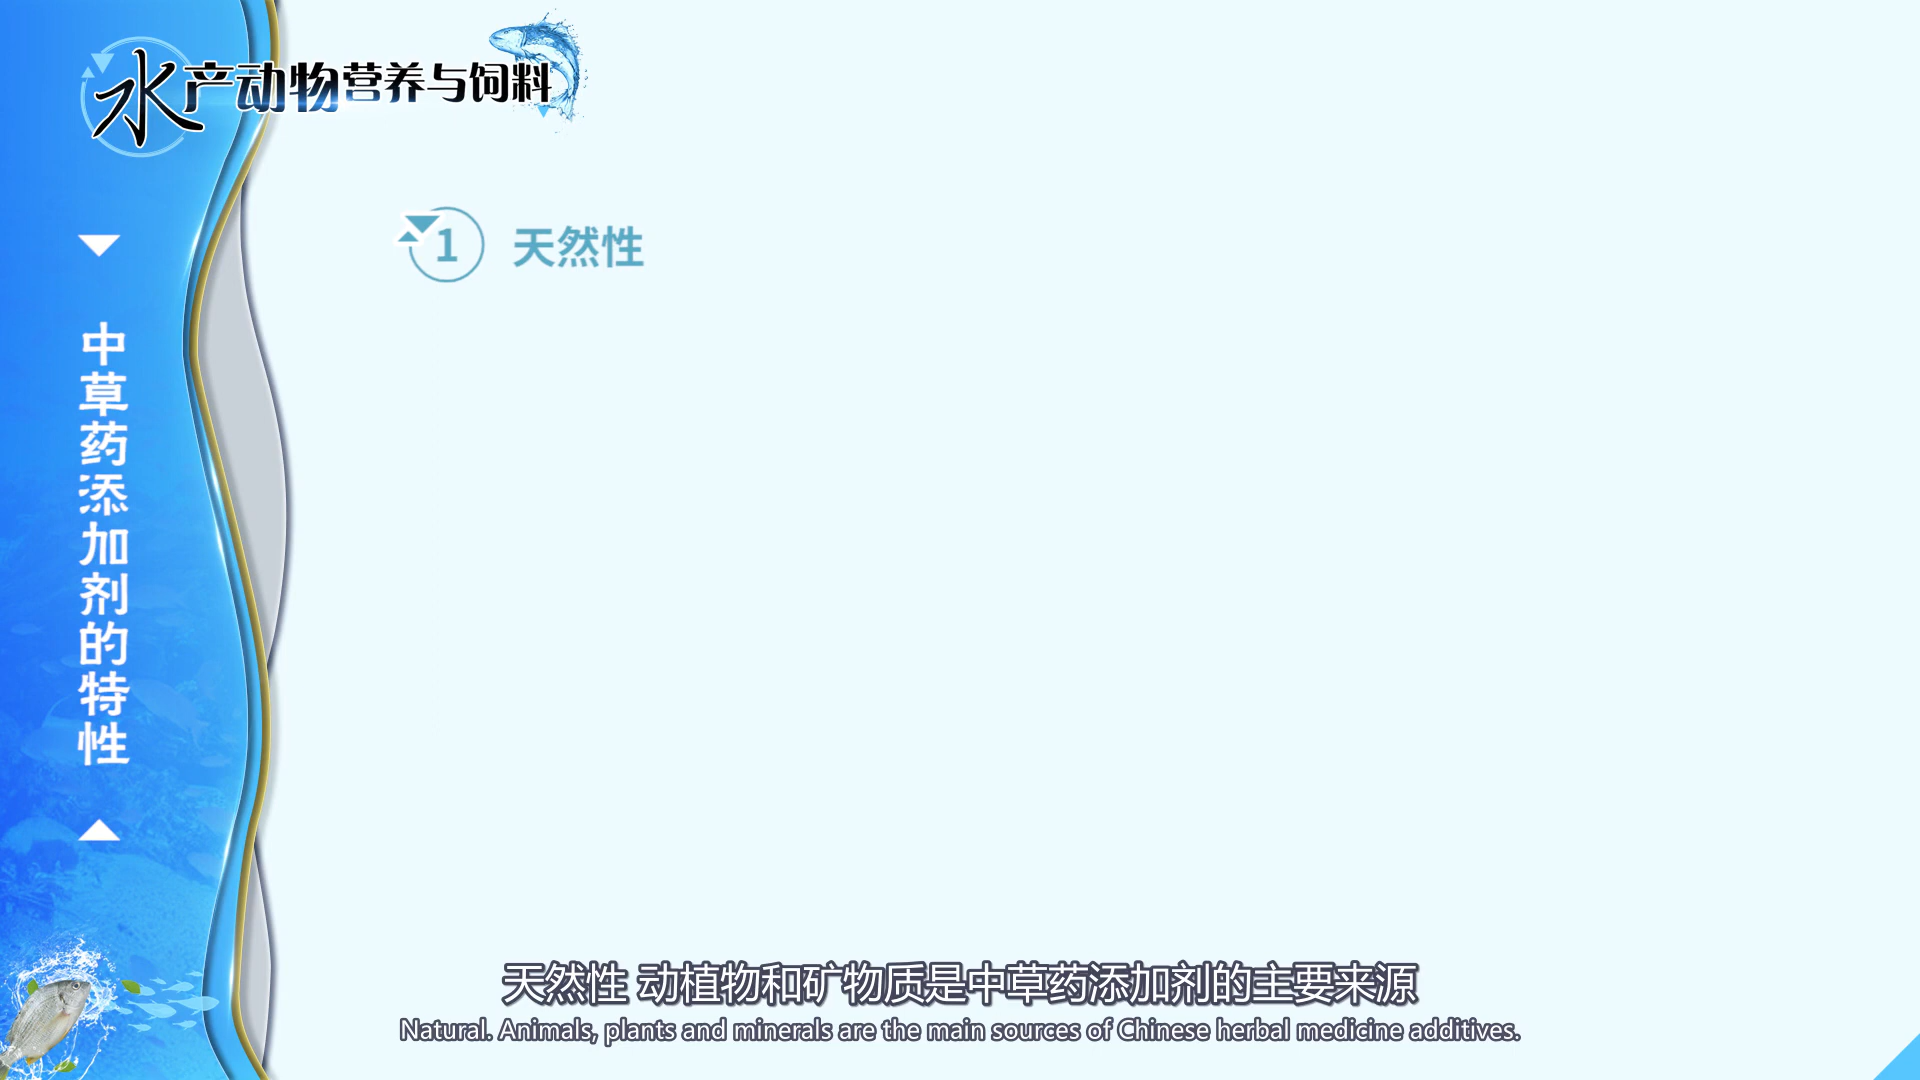 水产动物营养与饲料
中草药添加剂的特性
1 天然性
天然性 动植物和矿物质是中草药添加剂的主要来源
Natural. Animals, plants and minerals are the main sources of Chinese herbal medicine additives.